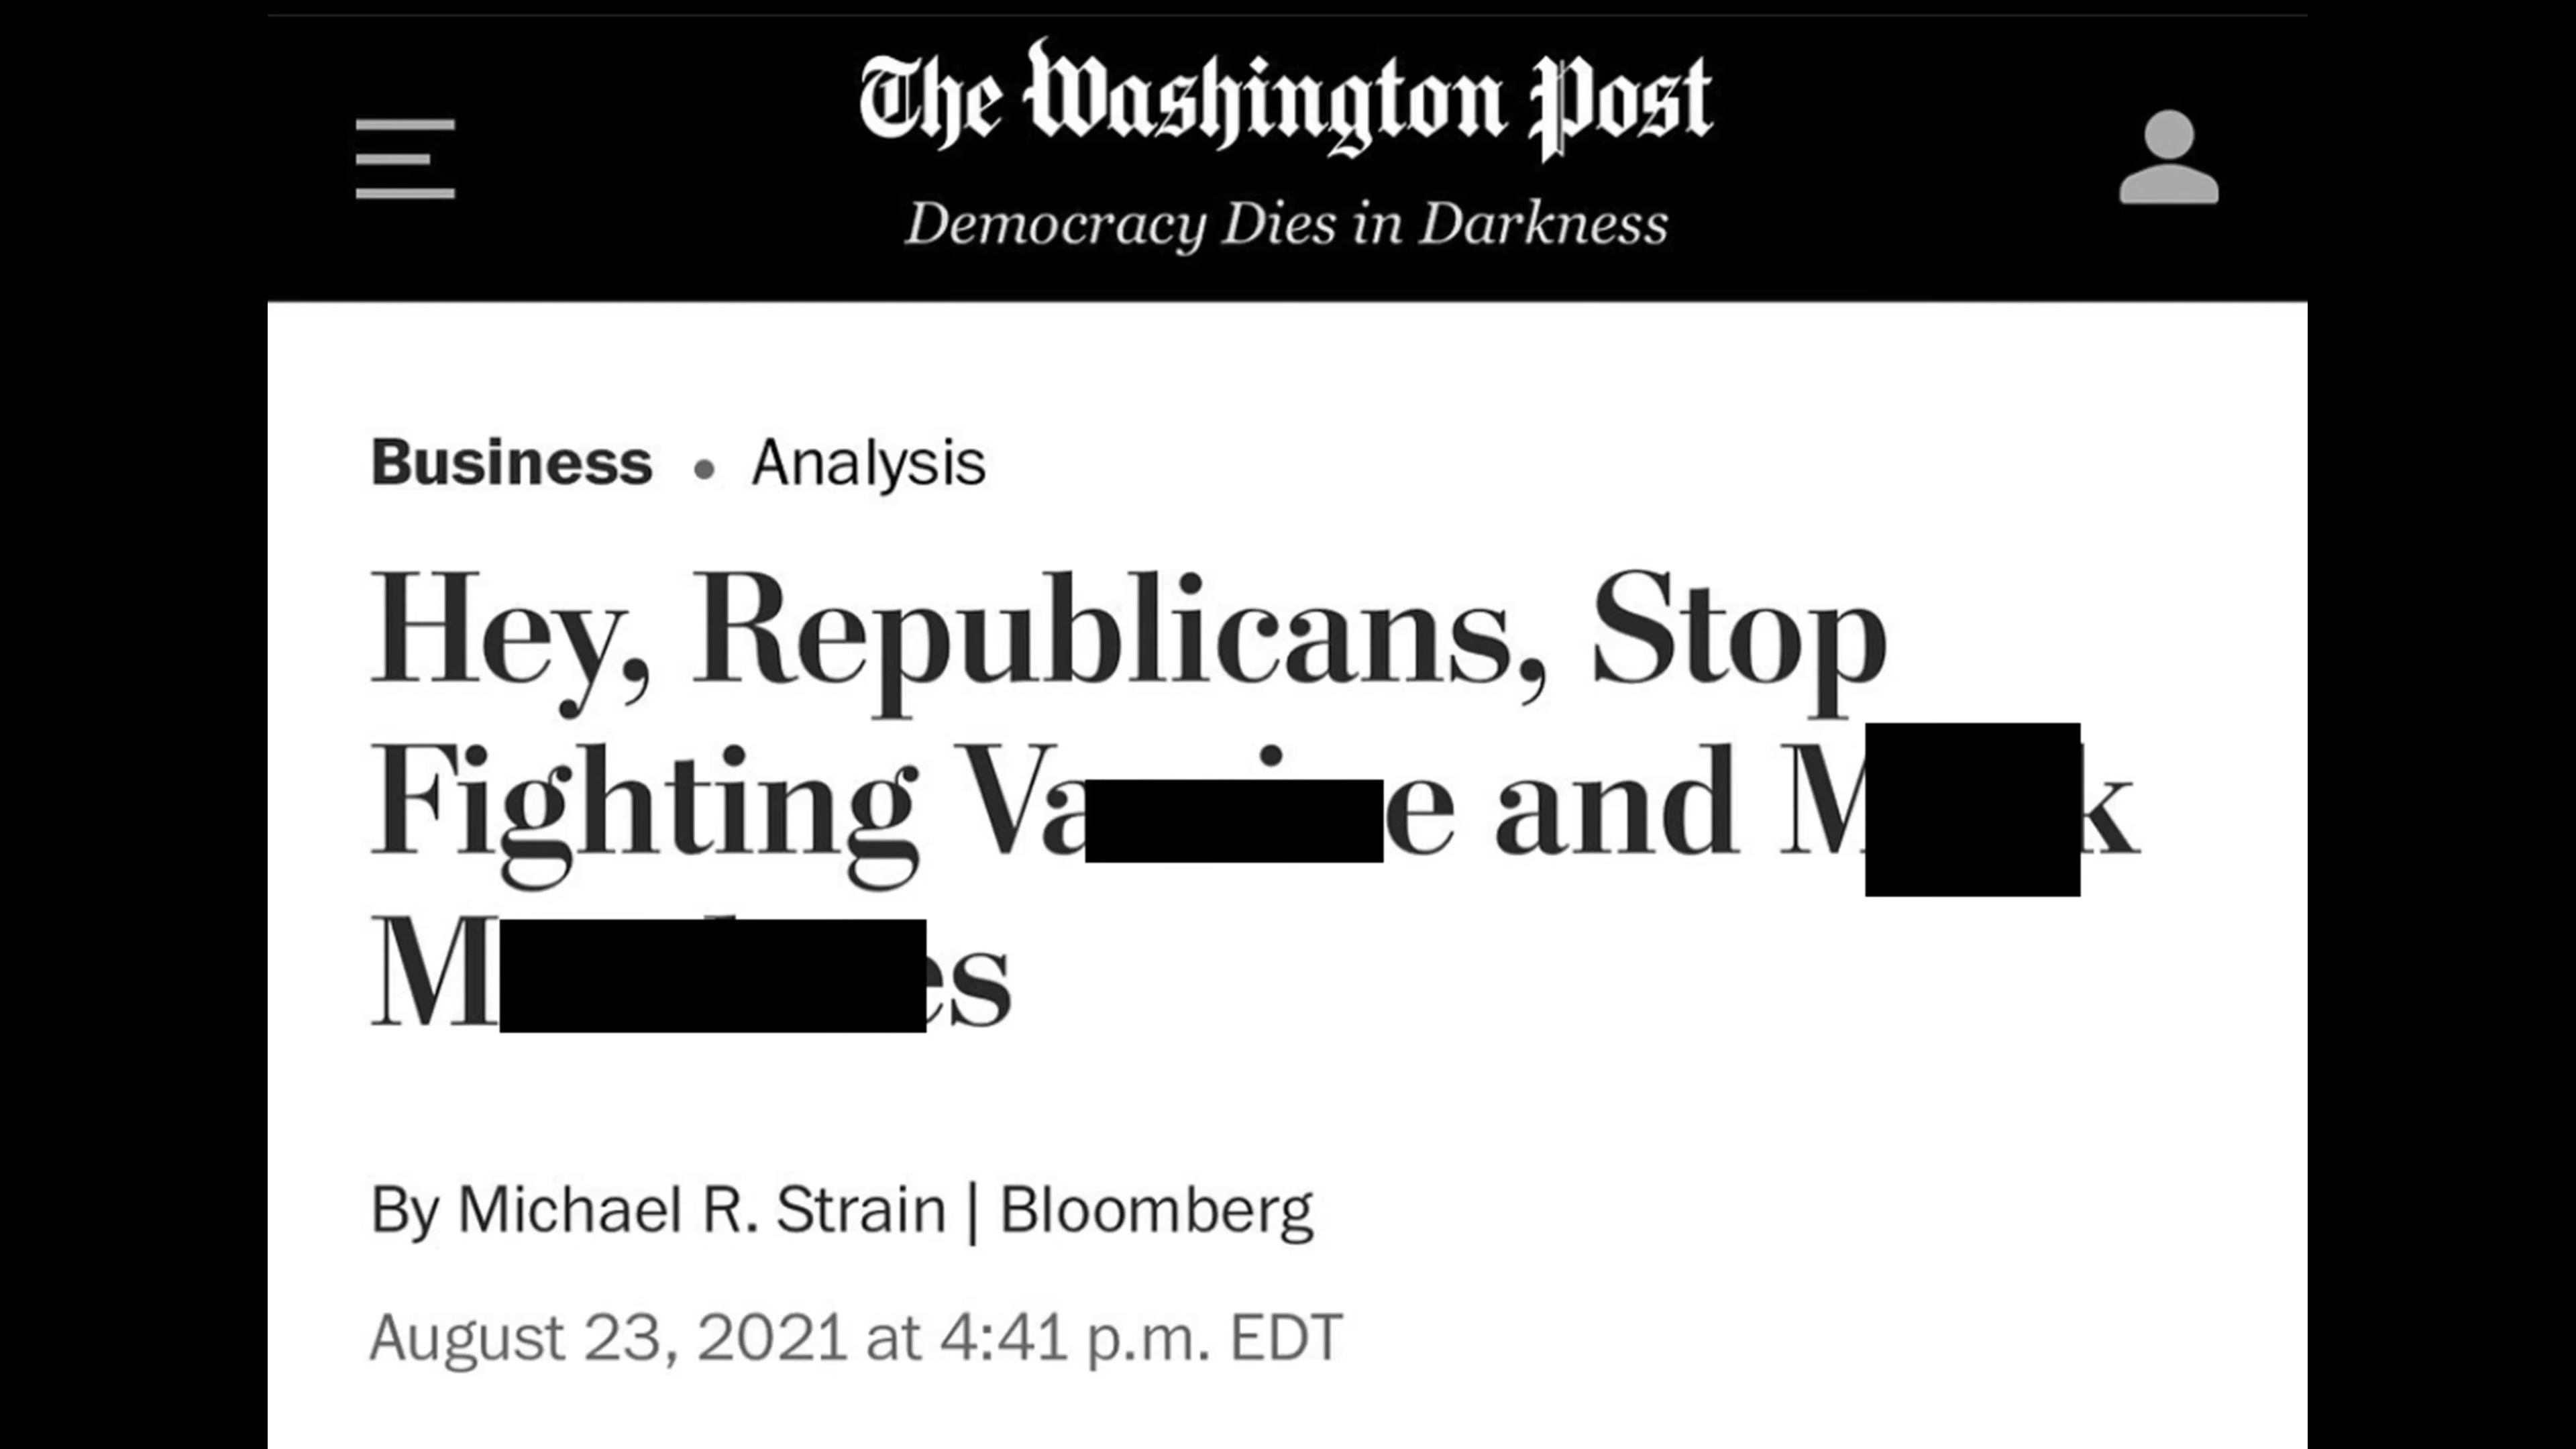 The Washington Post
Democracy Dies in Darkness
Business • Analysis
Hey, Republicans, Stop
Fighting and
By Michael R. Strain | Bloomberg
August 23, 2021 at 4:41 p.m. EDT